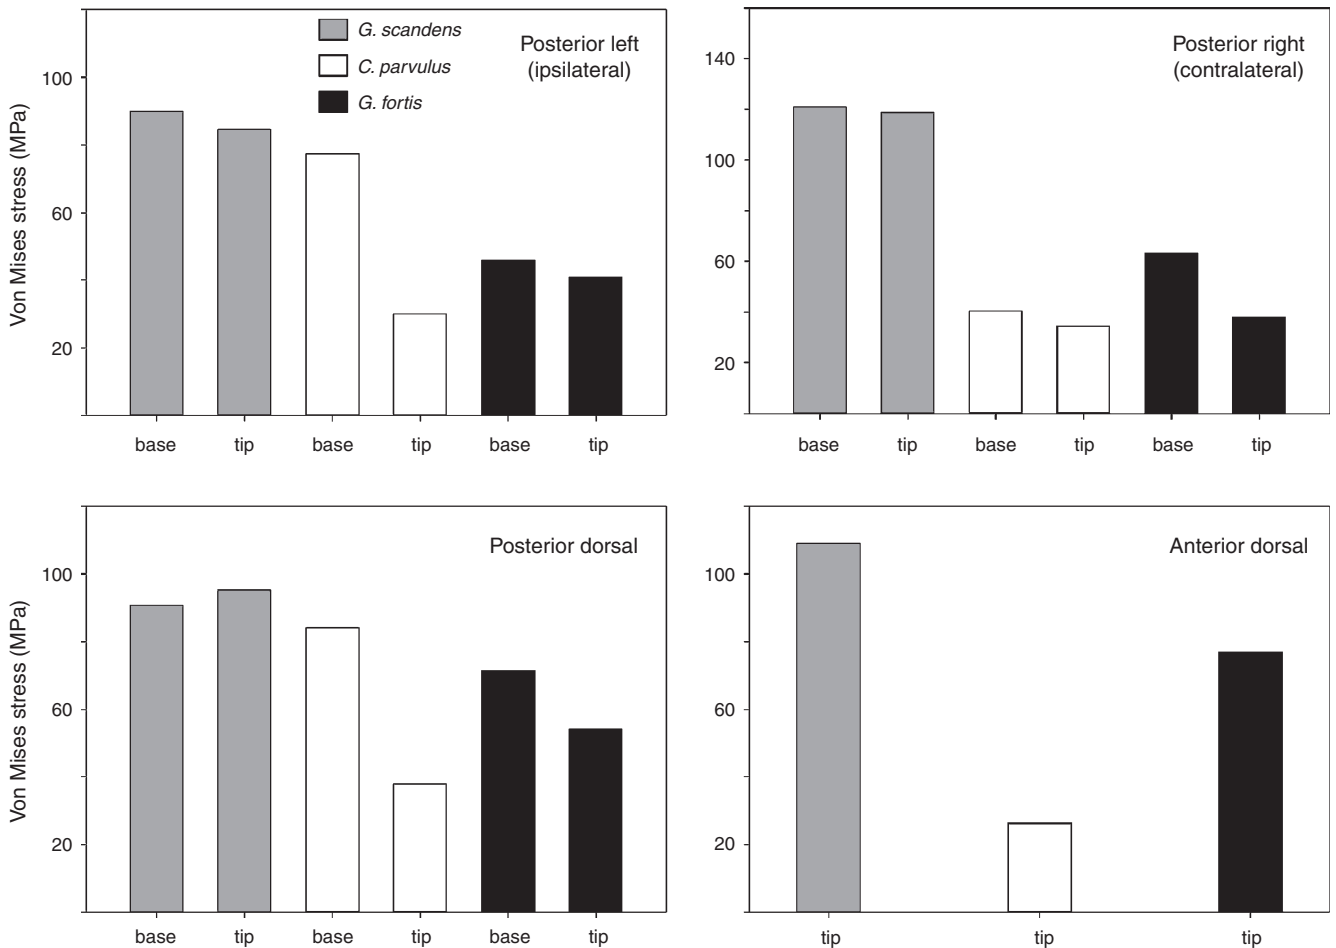 G. scandens
C. parvulus
G. fortis
Posterior left
(ipsilateral)
Von Mises stress (MPa)
100
60
20
base tip base tip base tip
Posterior right
(contralateral)
140
100
60
20
base tip base tip base tip
Posterior dorsal
Von Mises stress (MPa)
100
60
20
base tip base tip base tip
Anterior dorsal
100
60
20
tip tip tip